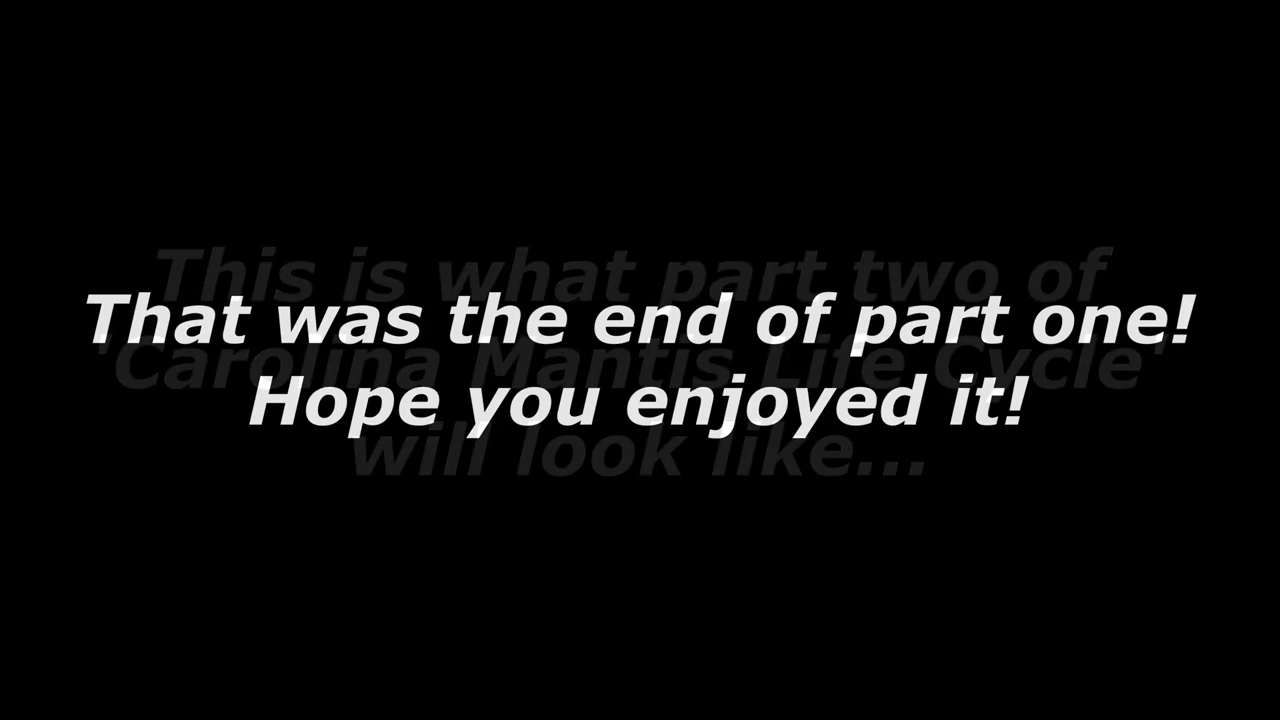 This is what part two of
That was the end of part one!
'Carolina Mantis Life Cycle'
Hope you enjoyed it!
will look like...